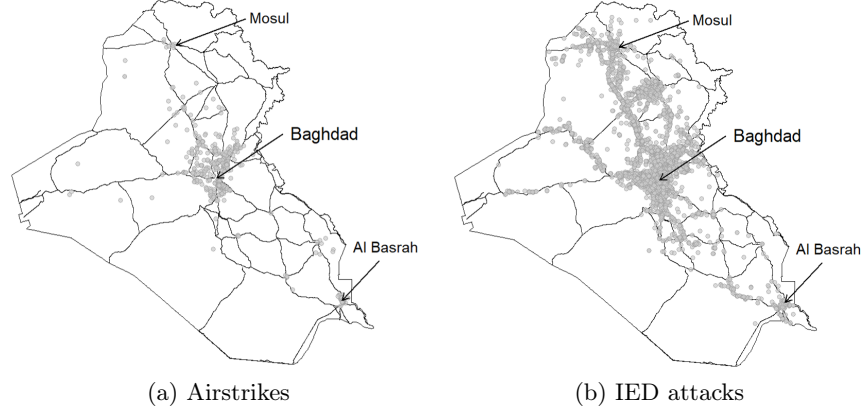 Mosul
Baghdad
Al Basrah
(a) Airstrikes
Mosul
Baghdad
Al Basrah
(b) IED attacks